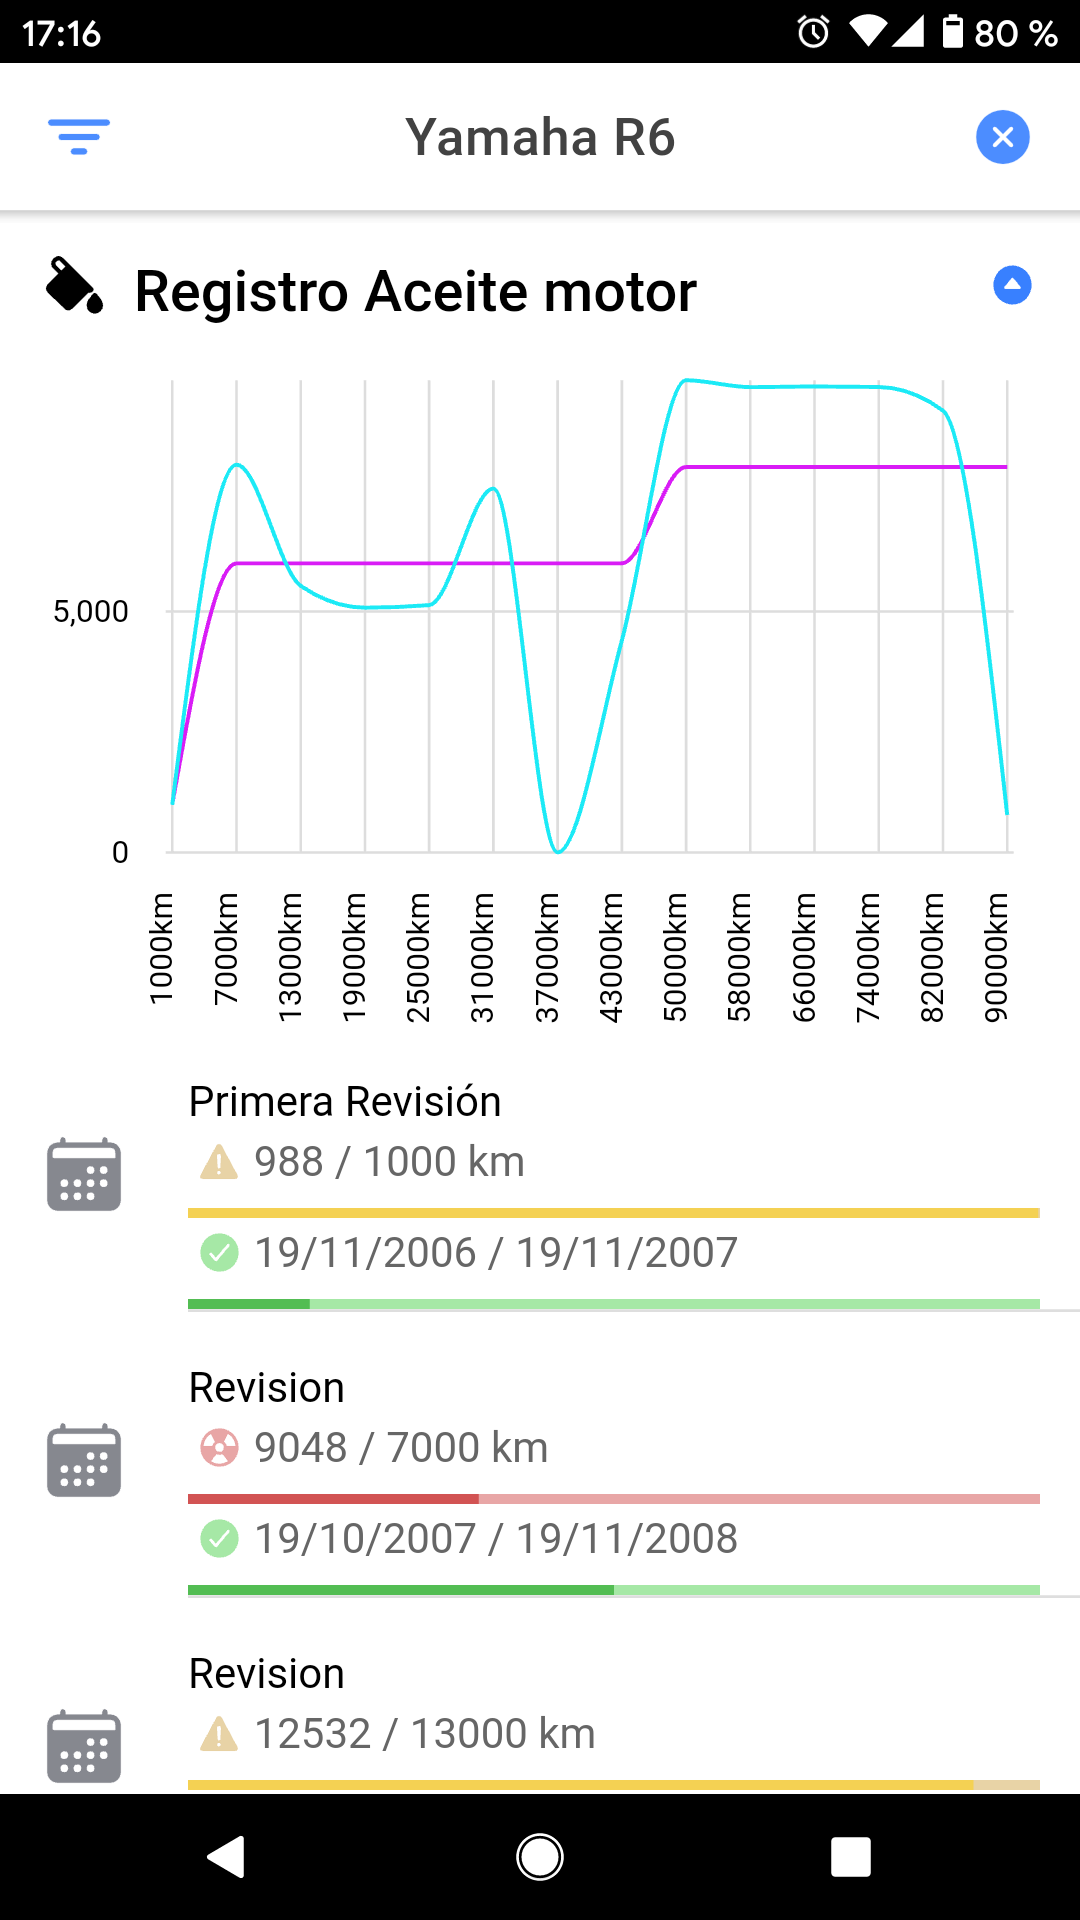 17:16 80 %
Yamaha R6
Registro Aceite motor
5,000
0
1000km 7000km 13000km 19000km 25000km 31000km 37000km 43000km 50000km 58000km 66000km 74000km 82000km 90000km
Primera Revisión
988 / 1000 km
19/11/2006 / 19/11/2007
Revision
9048 / 7000 km
19/10/2007 / 19/11/2008
Revision
12532 / 13000 km